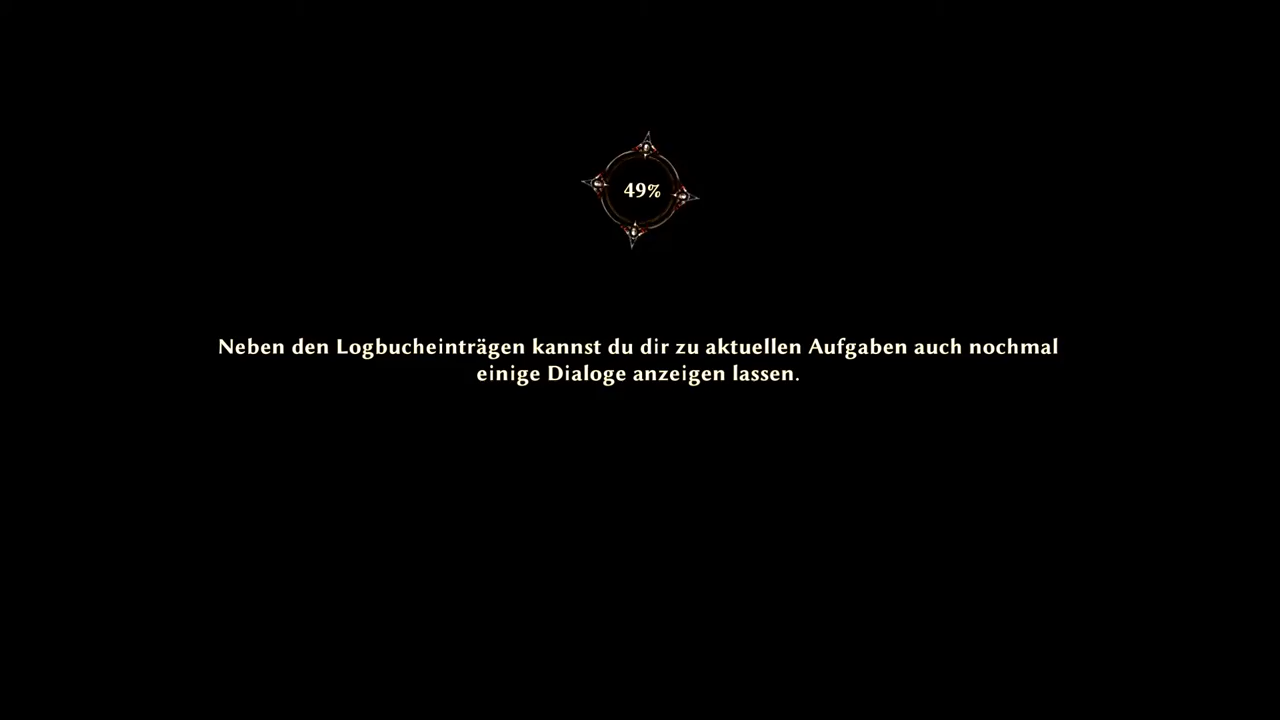 49%
Neben den Logbucheinträgen kannst du dir zu aktuellen Aufgaben auch nochmal
einige Dialoge anzeigen lassen.